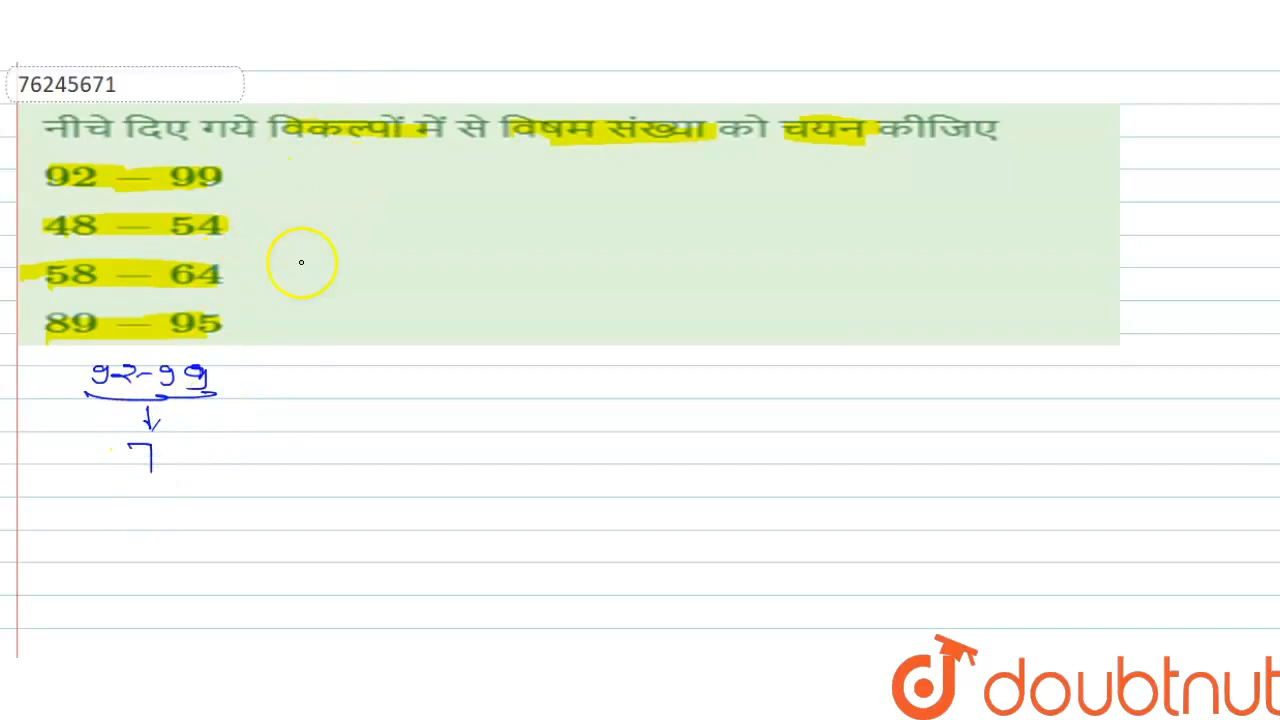 76245671
नीचे दिए गये विकल्पों में से विषम संख्या को चयन कीजिए
92 – 99
48 – 54
58 – 64
89 – 95
92-99
7
doubtnut